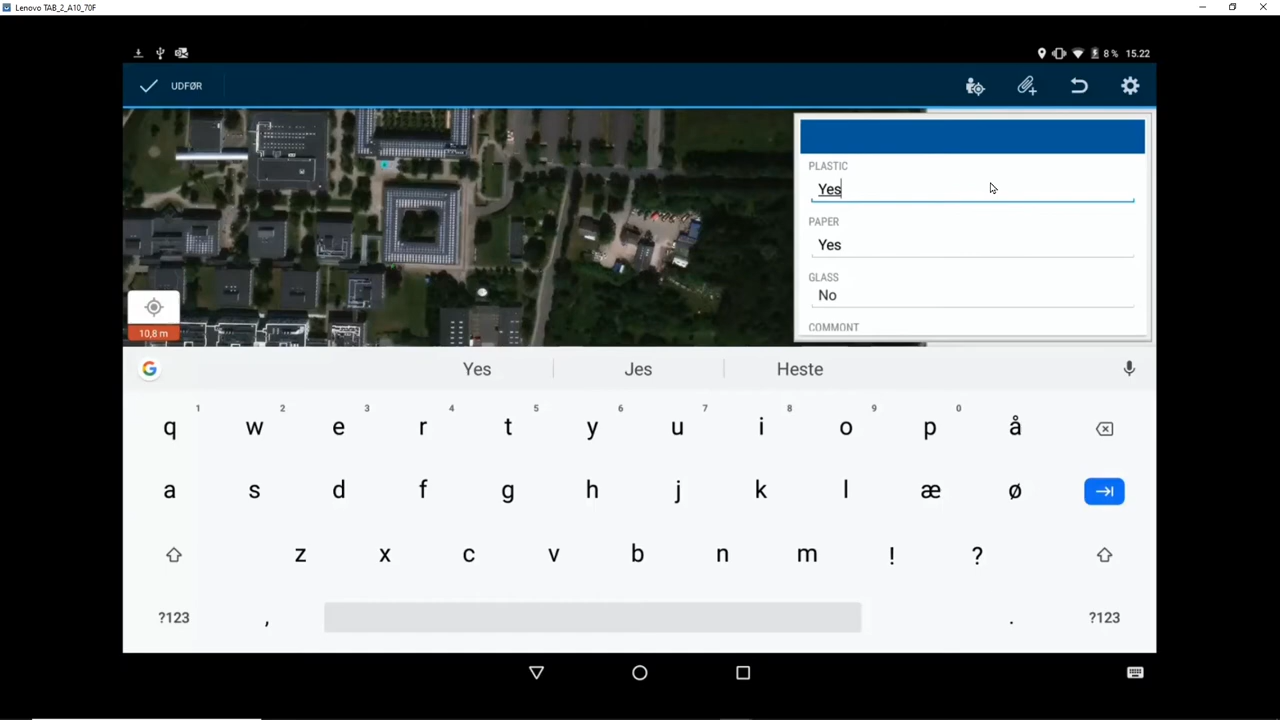 Lenovo TAB_2_A10_70F
8 % 15.22
UDFØR
PLASTIC
Yes
PAPER
Yes
GLASS
No
COMMONT
10,8 m
G Yes Jes Heste
1 2 3 4 5 6 7 8 9 0
q w e r t y u i o p å
a s d f g h j k l æ ø
z x c v b n m ! ?
?123 , . ?123